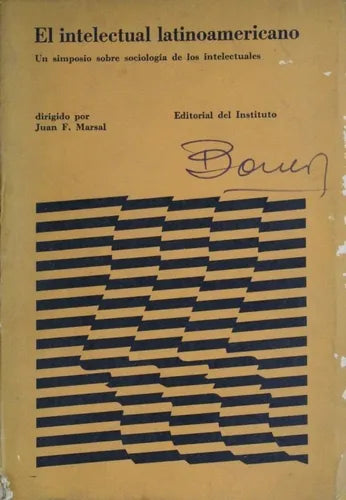 El intelectual latinoamericano
Un simposio sobre sociología de los intelectuales
dirigido por
Juan F. Marsal
Editorial del Instituto